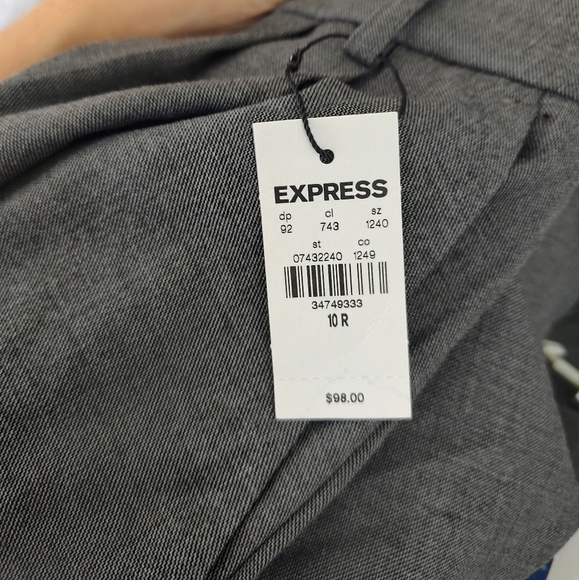 EXPRESS
dp cl sz
92 743 1240
st co
07432240 1249
34749333
10 R
$98.00